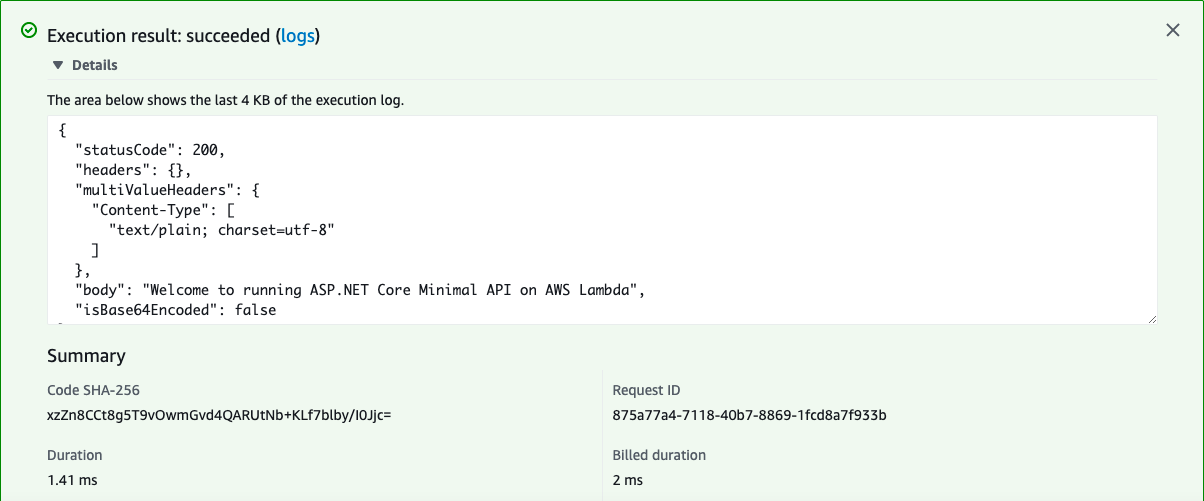 Execution result: succeeded (logs)
Details
The area below shows the last 4 KB of the execution log.
{
  "statusCode": 200,
  "headers": {},
  "multiValueHeaders": {
    "Content-Type": [
      "text/plain; charset=utf-8"
    ]
  },
  "body": "Welcome to running ASP.NET Core Minimal API on AWS Lambda",
  "isBase64Encoded": false
Summary
Code SHA-256
Request ID
xzZn8CCt8g5T9vOwmGvd4QARUtNb+KLf7blby/I0Jjc=
875a77a4-7118-40b7-8869-1fcd8a7f933b
Duration
Billed duration
1.41 ms
2 ms